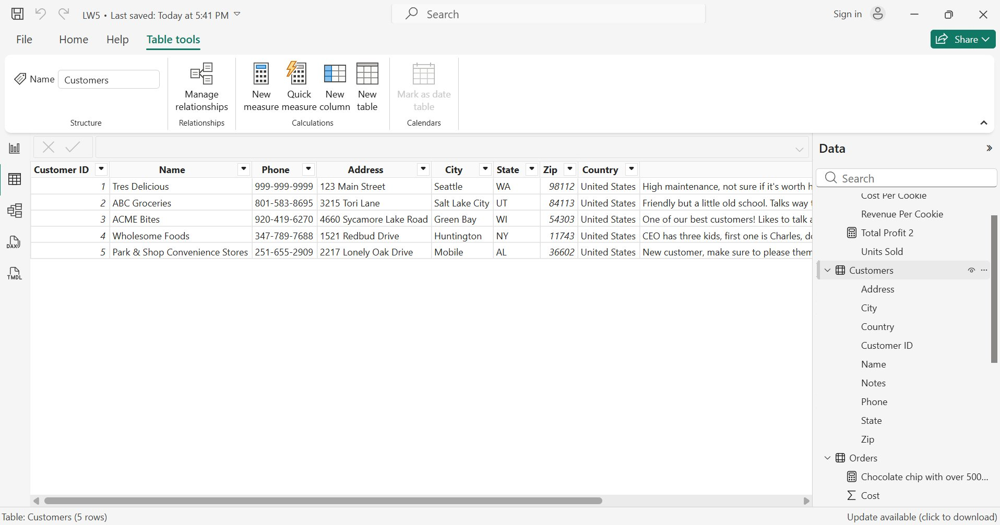 LW5 • Last saved: Today at 5:41 PM
Search
Sign in
File Home Help Table tools
Share
Name Customers
Structure
Manage relationships
Relationships
New measure
Quick measure
New column
New table
Calculations
Mark as date table
Calendars
DAX
TMDL
Customer ID Name Phone Address City State Zip Country
1 Tres Delicious 999-999-9999 123 Main Street Seattle WA 98112 United States High maintenance, not sure if it's worth h
2 ABC Groceries 801-583-8695 3215 Tori Lane Salt Lake City UT 84113 United States Friendly but a little old school. Talks way
3 ACME Bites 920-419-6270 4660 Sycamore Lake Road Green Bay WI 54303 United States One of our best customers! Likes to talk a
4 Wholesome Foods 347-789-7688 1521 Redbud Drive Huntington NY 11743 United States CEO has three kids, first one is Charles, de
5 Park & Shop Convenience Stores 251-655-2909 2217 Lonely Oak Drive Mobile AL 36602 United States New customer, make sure to please them
Data
Search
Cost Per Cookie
Revenue Per Cookie
Total Profit 2
Units Sold
Customers
Address
City
Country
Customer ID
Name
Notes
Phone
State
Zip
Orders
Chocolate chip with over 500...
Cost
Table: Customers (5 rows)
Update available (click to download)